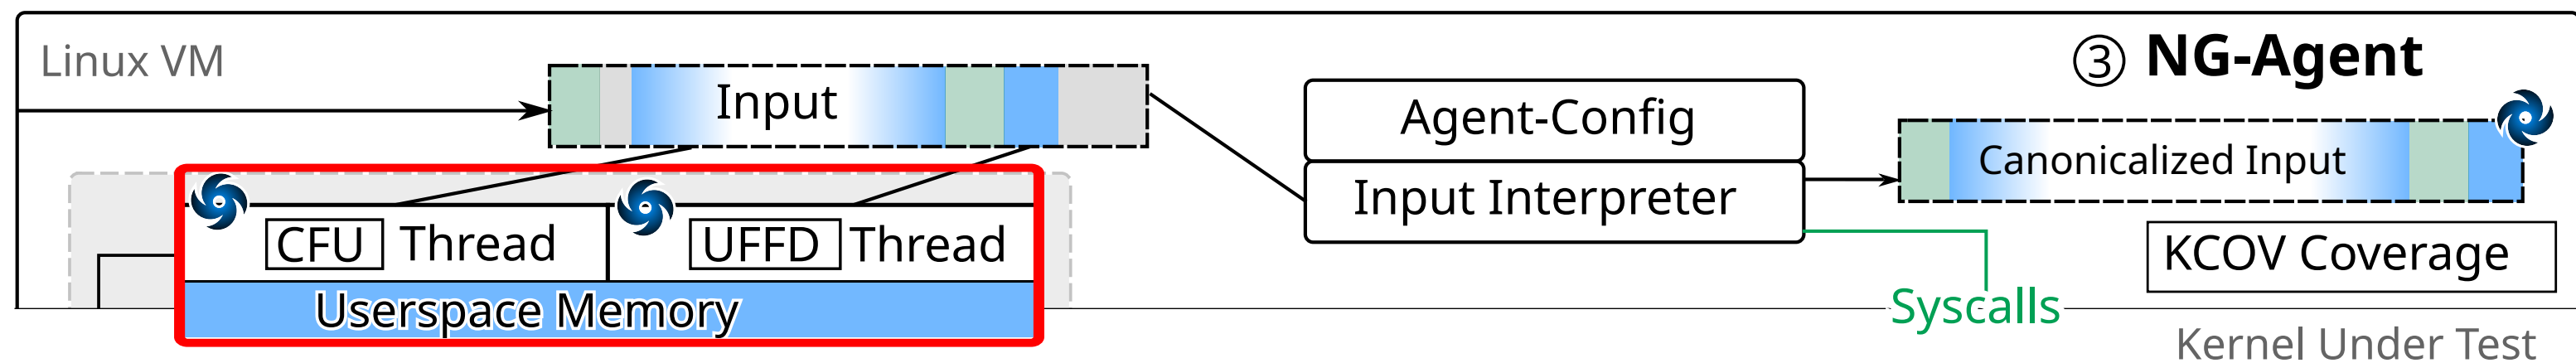 Linux VM
③ NG-Agent
Input
Agent-Config
Input Interpreter
Canonicalized Input
CFU Thread
UFFD Thread
KCOV Coverage
Userspace Memory
Syscalls
Kernel Under Test